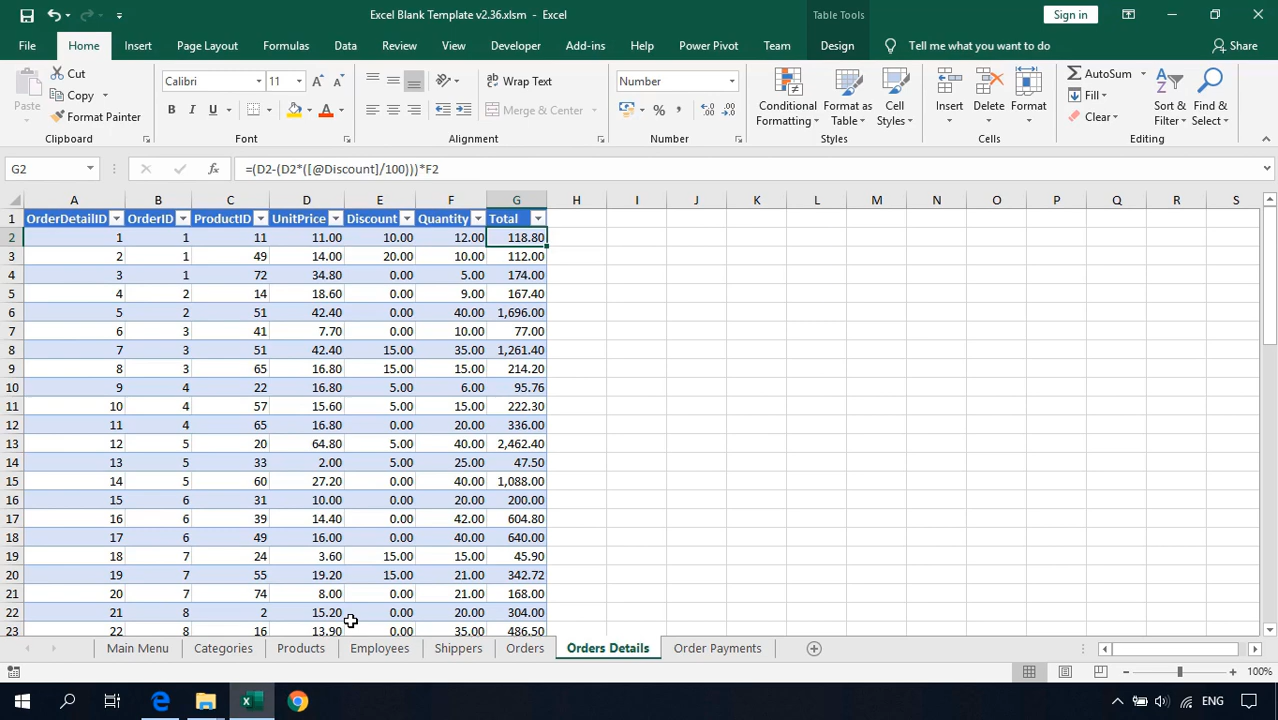 Excel Blank Template v2.36.xlsm - Excel
Table Tools
Sign in
File Home Insert Page Layout Formulas Data Review View Developer Add-ins Help Power Pivot Team Design Tell me what you want to do Share
Paste
Cut
Copy
Format Painter
Clipboard
Calibri 11
B I U
Font
Wrap Text
Merge & Center
Alignment
Number
Number
Conditional Formatting
Format as Table
Cell Styles
Styles
Insert Delete Format
Cells
AutoSum
Fill
Clear
Sort & Filter
Find & Select
Editing
G2 fx =(D2-(D2*([@Discount]/100)))*F2
A B C D E F G H I J K L M N O P Q R S
1 OrderDetailID OrderID ProductID UnitPrice Discount Quantity Total
2 1 1 11 11.00 10.00 12.00 118.80
3 2 1 49 14.00 20.00 10.00 112.00
4 3 1 72 34.80 0.00 5.00 174.00
5 4 2 14 18.60 0.00 9.00 167.40
6 5 2 51 42.40 0.00 40.00 1,696.00
7 6 3 41 7.70 0.00 10.00 77.00
8 7 3 51 42.40 15.00 35.00 1,261.40
9 8 3 65 16.80 15.00 15.00 214.20
10 9 4 22 16.80 5.00 6.00 95.76
11 10 4 57 15.60 5.00 15.00 222.30
12 11 4 65 16.80 0.00 20.00 336.00
13 12 5 20 64.80 5.00 40.00 2,462.40
14 13 5 33 2.00 5.00 25.00 47.50
15 14 5 60 27.20 0.00 40.00 1,088.00
16 15 6 31 10.00 0.00 20.00 200.00
17 16 6 39 14.40 0.00 42.00 604.80
18 17 6 49 16.00 0.00 40.00 640.00
19 18 7 24 3.60 15.00 15.00 45.90
20 19 7 55 19.20 15.00 21.00 342.72
21 20 7 74 8.00 0.00 21.00 168.00
22 21 8 2 15.20 0.00 20.00 304.00
23 22 8 16 13.90 0.00 35.00 486.50
Main Menu Categories Products Employees Shippers Orders Orders Details Order Payments
100%
ENG